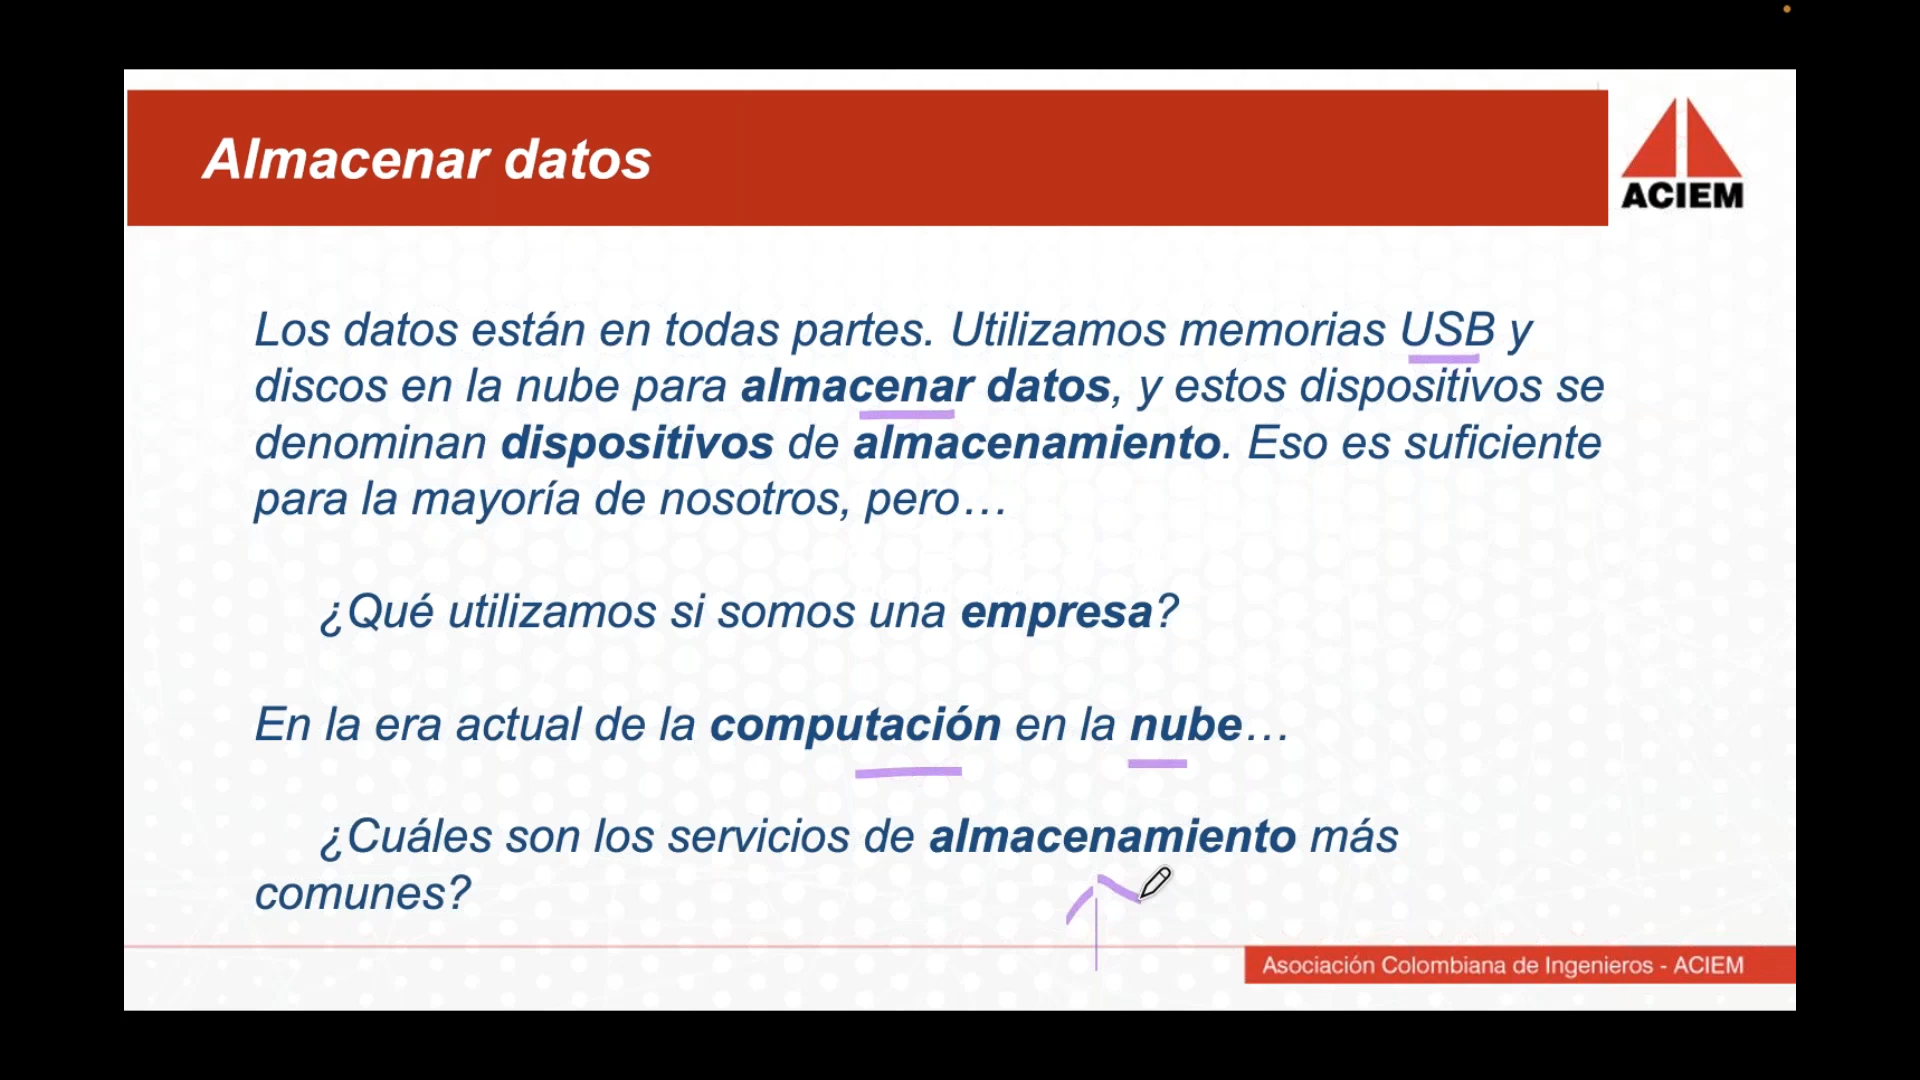 Almacenar datos
ACIEM
Los datos están en todas partes. Utilizamos memorias USB y
discos en la nube para almacenar datos, y estos dispositivos se
denominan dispositivos de almacenamiento. Eso es suficiente
para la mayoría de nosotros, pero…
¿Qué utilizamos si somos una empresa?
En la era actual de la computación en la nube…
¿Cuáles son los servicios de almacenamiento más
comunes?
Asociación Colombiana de Ingenieros - ACIEM